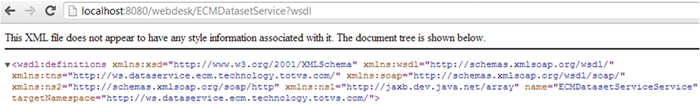 localhost:8080/webdesk/ECMDatasetService?wsdl
This XML file does not appear to have any style information associated with it. The document tree is shown below.
▼<wsdl:definitions xmlns:xsd="http://www.w3.org/2001/XMLSchema" xmlns:wsdl="http://schemas.xmlsoap.org/wsdl/"
xmlns:tns="http://ws.dataservice.ecm.technology.totvs.com/" xmlns:soap="http://schemas.xmlsoap.org/wsdl/soap/"
xmlns:ns2="http://schemas.xmlsoap.org/soap/http" xmlns:ns1="http://jaxb.dev.java.net/array" name="ECMDatasetServiceService"
targetNamespace="http://ws.dataservice.ecm.technology.totvs.com/">